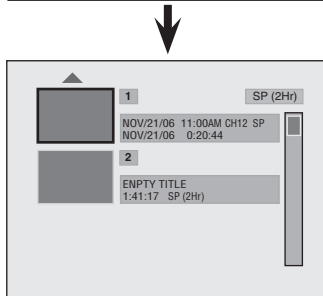 1
SP (2Hr)
NOV/21/06 11:00AM CH12 SP
NOV/21/06 0:20:44
2
ENPTY TITLE
1:41:17 SP (2Hr)